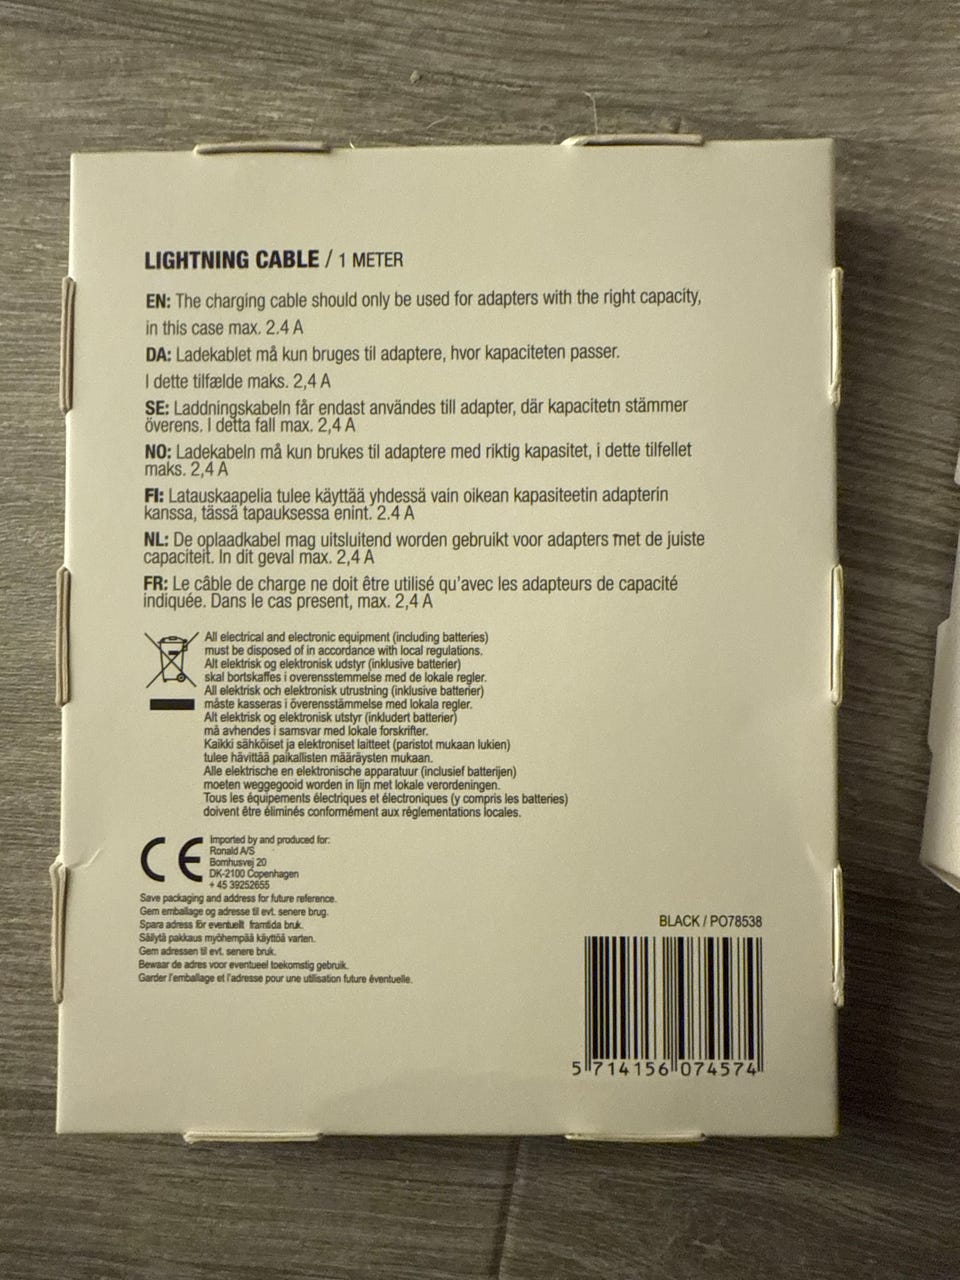 LIGHTNING CABLE / 1 METER
EN: The charging cable should only be used for adapters with the right capacity,
in this case max. 2.4 A
DA: Ladekablet må kun bruges til adaptere, hvor kapaciteten passer.
I dette tilfælde maks. 2,4 A
SE: Laddningskabeln får endast användes till adapter, där kapacitetn stämmer
överens. I detta fall max. 2,4 A
NO: Ladekabeln må kun brukes til adaptere med riktig kapasitet, i dette tilfellet
maks. 2,4 A
FI: Latauskaapelia tulee käyttää yhdessä vain oikean kapasiteetin adapterin
kanssa, tässä tapauksessa enint. 2.4 A
NL: De oplaadkabel mag uitsluitend worden gebruikt voor adapters met de juiste
capaciteit. In dit geval max. 2,4 A
FR: Le câble de charge ne doit être utilisé qu'avec les adapteurs de capacité
indiquée. Dans le cas present, max. 2,4 A
All electrical and electronic equipment (including batteries)
must be disposed of in accordance with local regulations.
Alt elektrisk og elektronisk udstyr (inklusive batterier)
skal bortskaffes i overensstemmelse med de lokale regler.
All elektrisk och elektronisk utrustning (inklusive batterier)
måste kasseras i överensstämmelse med lokala regler.
Alt elektrisk og elektronisk utstyr (inkludert batterier)
må avhendes i samsvar med lokale forskrifter.
Kaikki sähköiset ja elektroniset laitteet (paristot mukaan lukien)
tulee hävittää paikallisten määräysten mukaan.
Alle elektrische en elektronische apparatuur (inclusief batterijen)
moeten weggegooid worden in lijn met lokale verordeningen.
Tous les équipements électriques et électroniques (y compris les batteries)
doivent être éliminés conformément aux réglementations locales.
CE
Imported by and produced for:
Ronald A/S
Bomhusvej 20
DK-2100 Copenhagen
+ 45 39252655
Save packaging and address for future reference.
Gem emballage og adresse til evt. senere brug.
Spara adress för eventuellt framtida bruk.
Säilytä pakkaus myöhempää käyttöä varten.
Gem adressen til evt. senere bruk.
Bewaar de adres voor eventueel toekomstig gebruik.
Garder l'emballage et l'adresse pour une utilisation future éventuelle.
BLACK / PO78538
5 714156 074574